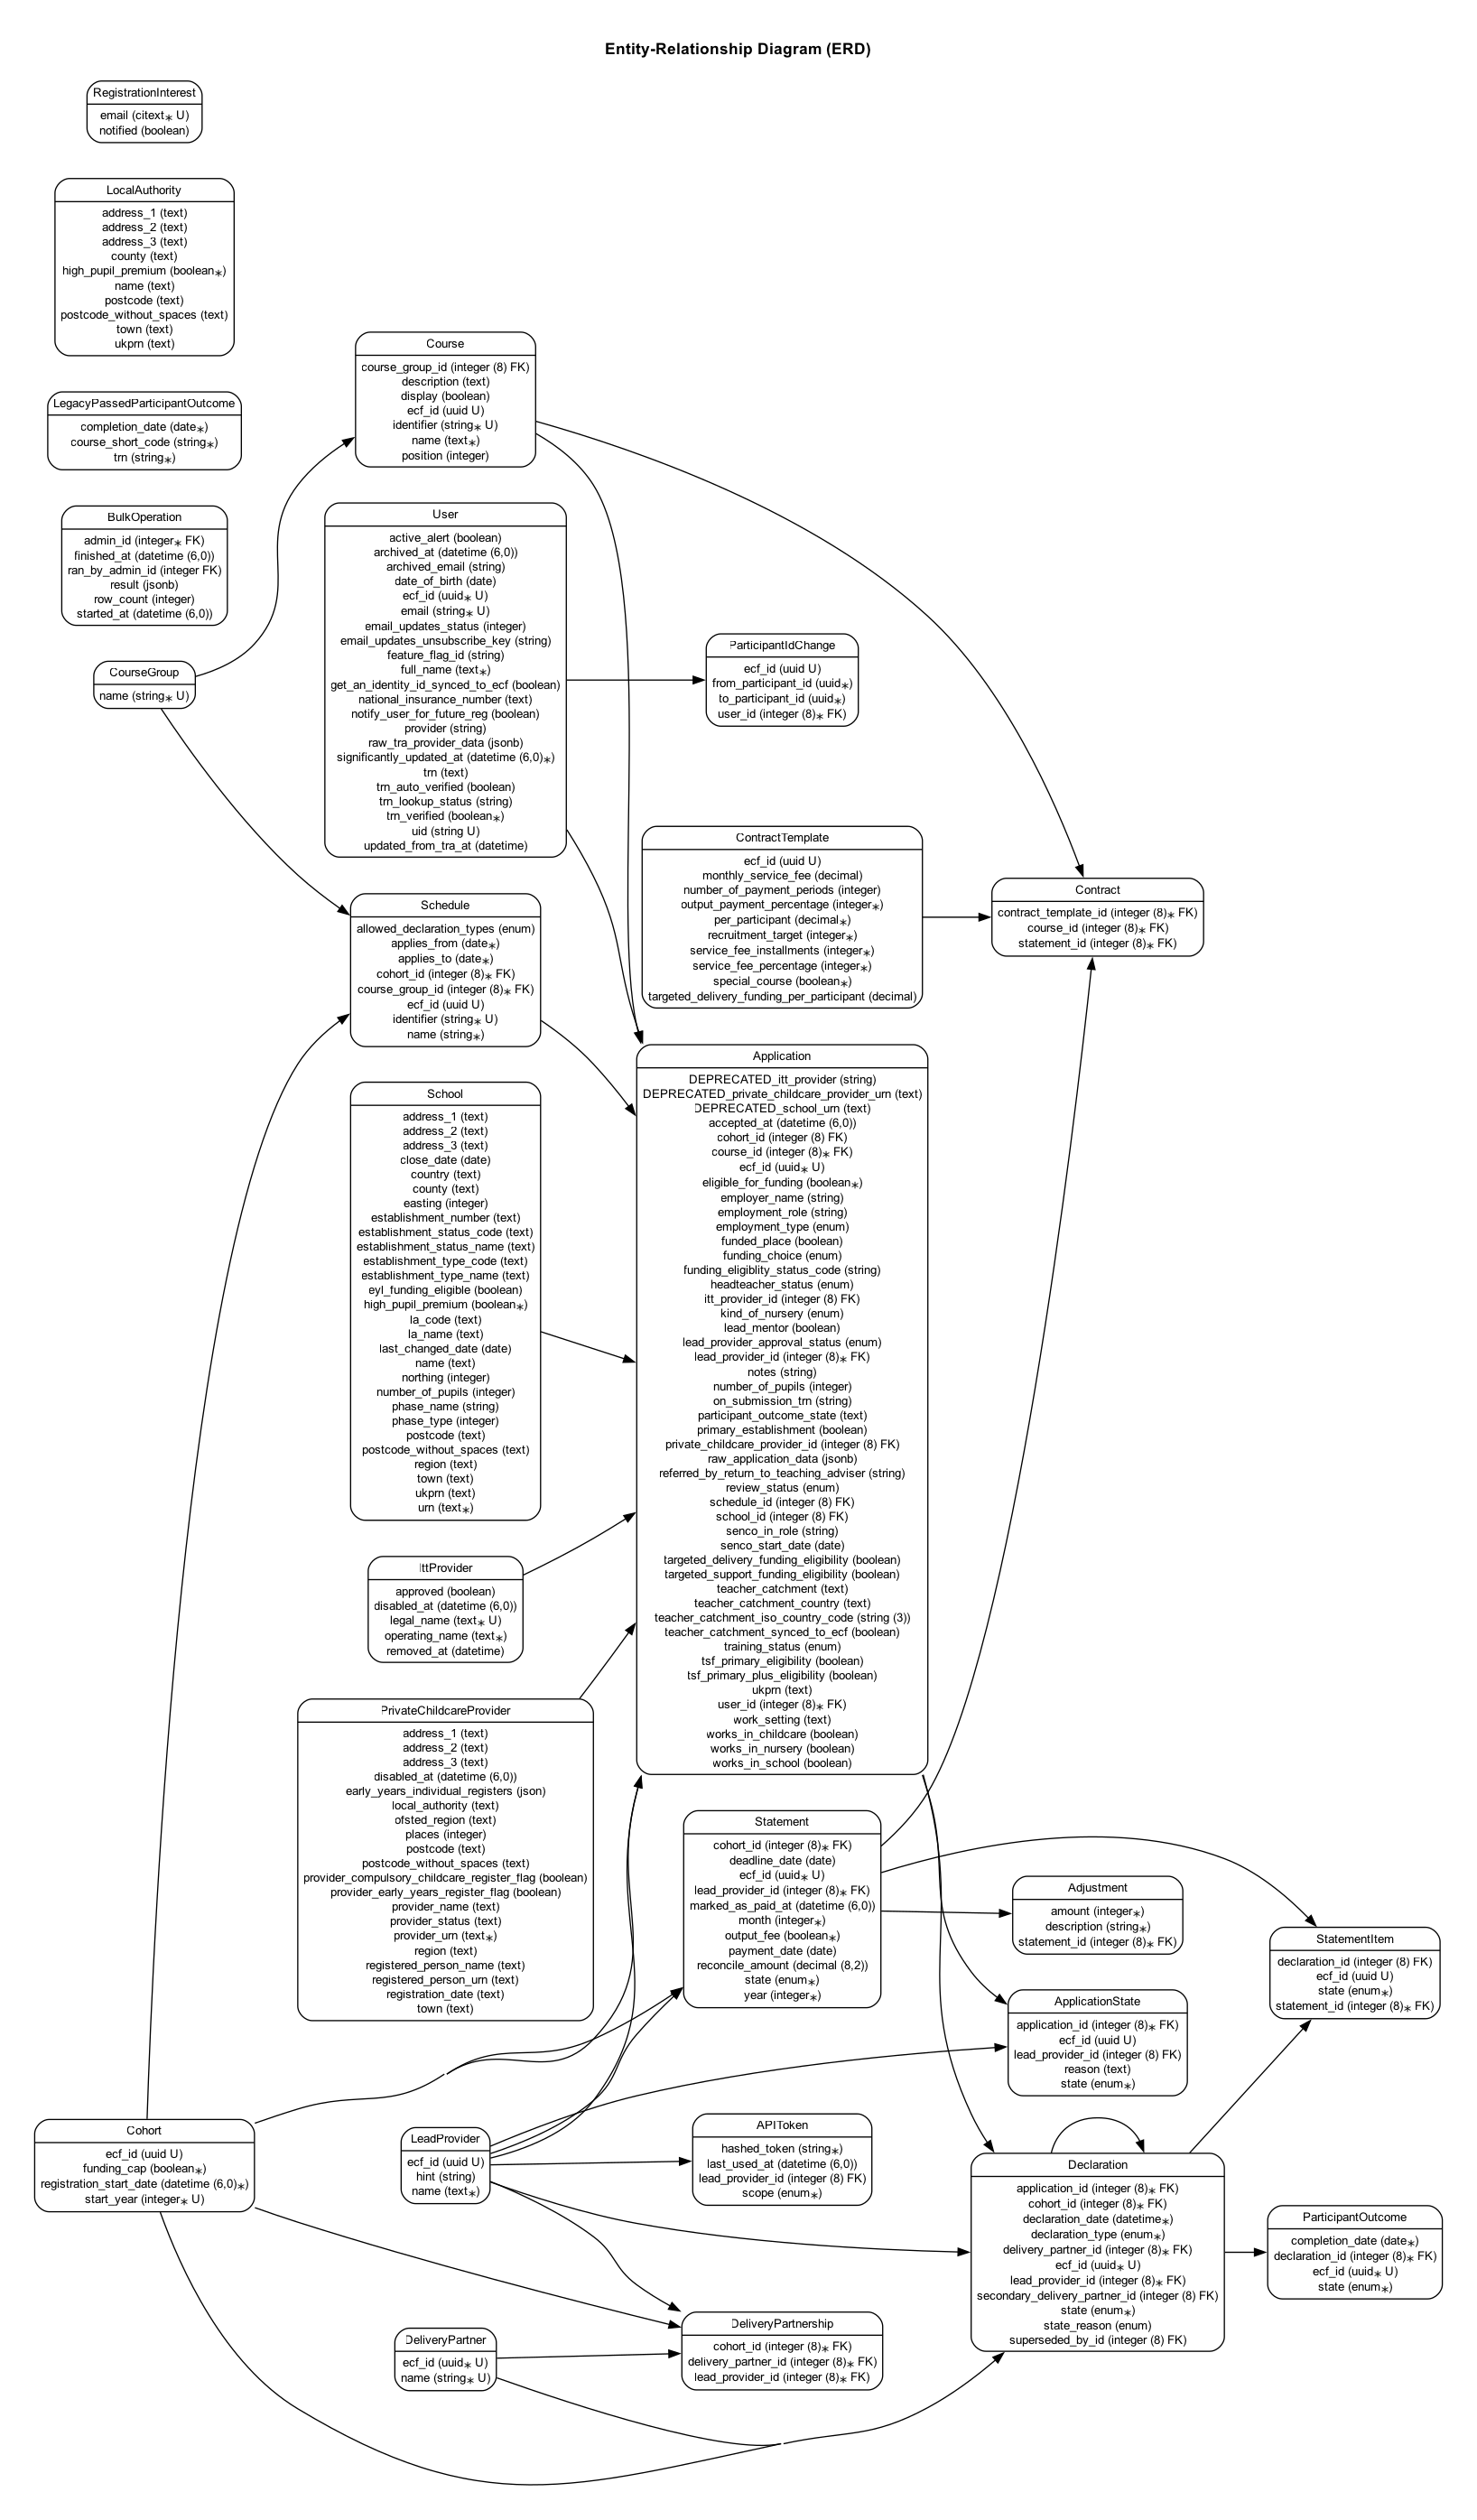 Entity-Relationship Diagram (ERD)
RegistrationInterest
email (citext∗ U)
notified (boolean)
LocalAuthority
address_1 (text)
address_2 (text)
address_3 (text)
county (text)
high_pupil_premium (boolean∗)
name (text)
postcode (text)
postcode_without_spaces (text)
town (text)
ukprn (text)
LegacyPassedParticipantOutcome
completion_date (date∗)
course_short_code (string∗)
trn (string∗)
BulkOperation
admin_id (integer∗ FK)
finished_at (datetime (6,0))
ran_by_admin_id (integer FK)
result (jsonb)
row_count (integer)
started_at (datetime (6,0))
CourseGroup
name (string∗ U)
Course
course_group_id (integer (8) FK)
description (text)
display (boolean)
ecf_id (uuid U)
identifier (string∗ U)
name (text∗)
position (integer)
User
active_alert (boolean)
archived_at (datetime (6,0))
archived_email (string)
date_of_birth (date)
ecf_id (uuid∗ U)
email (string∗ U)
email_updates_status (integer)
email_updates_unsubscribe_key (string)
feature_flag_id (string)
full_name (text∗)
get_an_identity_id_synced_to_ecf (boolean)
national_insurance_number (text)
notify_user_for_future_reg (boolean)
provider (string)
raw_tra_provider_data (jsonb)
significantly_updated_at (datetime (6,0)∗)
trn (text)
trn_auto_verified (boolean)
trn_lookup_status (string)
trn_verified (boolean∗)
uid (string U)
updated_from_tra_at (datetime)
ParticipantIdChange
ecf_id (uuid U)
from_participant_id (uuid∗)
to_participant_id (uuid∗)
user_id (integer (8)∗ FK)
ContractTemplate
ecf_id (uuid U)
monthly_service_fee (decimal)
number_of_payment_periods (integer)
output_payment_percentage (integer∗)
per_participant (decimal∗)
recruitment_target (integer∗)
service_fee_installments (integer∗)
service_fee_percentage (integer∗)
special_course (boolean∗)
targeted_delivery_funding_per_participant (decimal)
Contract
contract_template_id (integer (8)∗ FK)
course_id (integer (8)∗ FK)
statement_id (integer (8)∗ FK)
Schedule
allowed_declaration_types (enum)
applies_from (date∗)
applies_to (date∗)
cohort_id (integer (8)∗ FK)
course_group_id (integer (8)∗ FK)
ecf_id (uuid U)
identifier (string∗ U)
name (string∗)
School
address_1 (text)
address_2 (text)
address_3 (text)
close_date (date)
country (text)
county (text)
easting (integer)
establishment_number (text)
establishment_status_code (text)
establishment_status_name (text)
establishment_type_code (text)
establishment_type_name (text)
eyl_funding_eligible (boolean)
high_pupil_premium (boolean∗)
la_code (text)
la_name (text)
last_changed_date (date)
name (text)
northing (integer)
number_of_pupils (integer)
phase_name (string)
phase_type (integer)
postcode (text)
postcode_without_spaces (text)
region (text)
town (text)
ukprn (text)
urn (text∗)
Application
DEPRECATED_itt_provider (string)
DEPRECATED_private_childcare_provider_urn (text)
DEPRECATED_school_urn (text)
accepted_at (datetime (6,0))
cohort_id (integer (8) FK)
course_id (integer (8)∗ FK)
ecf_id (uuid∗ U)
eligible_for_funding (boolean∗)
employer_name (string)
employment_role (string)
employment_type (enum)
funded_place (boolean)
funding_choice (enum)
funding_eligiblity_status_code (string)
headteacher_status (enum)
itt_provider_id (integer (8) FK)
kind_of_nursery (enum)
lead_mentor (boolean)
lead_provider_approval_status (enum)
lead_provider_id (integer (8)∗ FK)
notes (string)
number_of_pupils (integer)
on_submission_trn (string)
participant_outcome_state (text)
primary_establishment (boolean)
private_childcare_provider_id (integer (8) FK)
raw_application_data (jsonb)
referred_by_return_to_teaching_adviser (string)
review_status (enum)
schedule_id (integer (8) FK)
school_id (integer (8) FK)
senco_in_role (string)
senco_start_date (date)
targeted_delivery_funding_eligibility (boolean)
targeted_support_funding_eligibility (boolean)
teacher_catchment (text)
teacher_catchment_country (text)
teacher_catchment_iso_country_code (string (3))
teacher_catchment_synced_to_ecf (boolean)
training_status (enum)
tsf_primary_eligibility (boolean)
tsf_primary_plus_eligibility (boolean)
ukprn (text)
user_id (integer (8)∗ FK)
work_setting (text)
works_in_childcare (boolean)
works_in_nursery (boolean)
works_in_school (boolean)
IttProvider
approved (boolean)
disabled_at (datetime (6,0))
legal_name (text∗ U)
operating_name (text∗)
removed_at (datetime)
PrivateChildcareProvider
address_1 (text)
address_2 (text)
address_3 (text)
disabled_at (datetime (6,0))
early_years_individual_registers (json)
local_authority (text)
ofsted_region (text)
places (integer)
postcode (text)
postcode_without_spaces (text)
provider_compulsory_childcare_register_flag (boolean)
provider_early_years_register_flag (boolean)
provider_name (text)
provider_status (text)
provider_urn (text∗)
region (text)
registered_person_name (text)
registered_person_urn (text)
registration_date (text)
town (text)
Statement
cohort_id (integer (8)∗ FK)
deadline_date (date)
ecf_id (uuid∗ U)
lead_provider_id (integer (8)∗ FK)
marked_as_paid_at (datetime (6,0))
month (integer∗)
output_fee (boolean∗)
payment_date (date)
reconcile_amount (decimal (8,2))
state (enum∗)
year (integer∗)
Adjustment
amount (integer∗)
description (string∗)
statement_id (integer (8)∗ FK)
StatementItem
declaration_id (integer (8) FK)
ecf_id (uuid U)
state (enum∗)
statement_id (integer (8)∗ FK)
ApplicationState
application_id (integer (8)∗ FK)
ecf_id (uuid U)
lead_provider_id (integer (8) FK)
reason (text)
state (enum∗)
Cohort
ecf_id (uuid U)
funding_cap (boolean∗)
registration_start_date (datetime (6,0)∗)
start_year (integer∗ U)
LeadProvider
ecf_id (uuid U)
hint (string)
name (text∗)
APIToken
hashed_token (string∗)
last_used_at (datetime (6,0))
lead_provider_id (integer (8) FK)
scope (enum∗)
Declaration
application_id (integer (8)∗ FK)
cohort_id (integer (8)∗ FK)
declaration_date (datetime∗)
declaration_type (enum∗)
delivery_partner_id (integer (8)∗ FK)
ecf_id (uuid∗ U)
lead_provider_id (integer (8)∗ FK)
secondary_delivery_partner_id (integer (8) FK)
state (enum∗)
state_reason (enum)
superseded_by_id (integer (8) FK)
ParticipantOutcome
completion_date (date∗)
declaration_id (integer (8)∗ FK)
ecf_id (uuid∗ U)
state (enum∗)
DeliveryPartner
ecf_id (uuid∗ U)
name (string∗ U)
DeliveryPartnership
cohort_id (integer (8)∗ FK)
delivery_partner_id (integer (8)∗ FK)
lead_provider_id (integer (8)∗ FK)